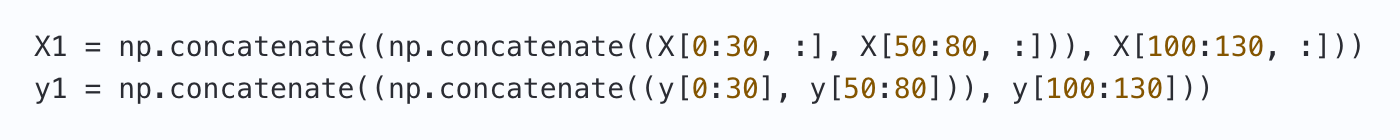 X1 = np.concatenate((np.concatenate((X[0:30, :], X[50:80, :])), X[100:130, :]))
y1 = np.concatenate((np.concatenate((y[0:30], y[50:80])), y[100:130]))